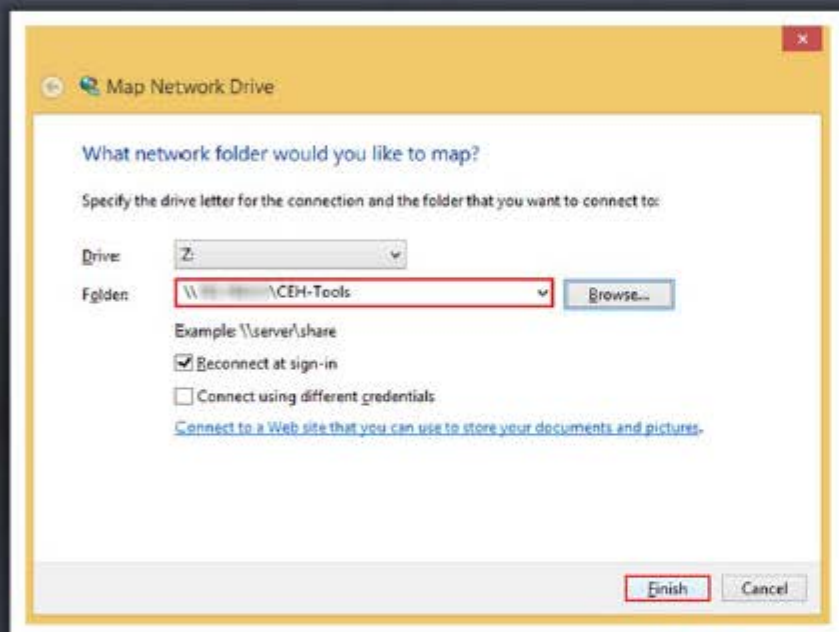 Map Network Drive
What network folder would you like to map?
Specify the drive letter for the connection and the folder that you want to connect to:
Drive: Z:
Folder: \\ \CEH-Tools Browse...
Example: \\server\share
Reconnect at sign-in
Connect using different credentials
Connect to a Web site that you can use to store your documents and pictures.
Finish Cancel